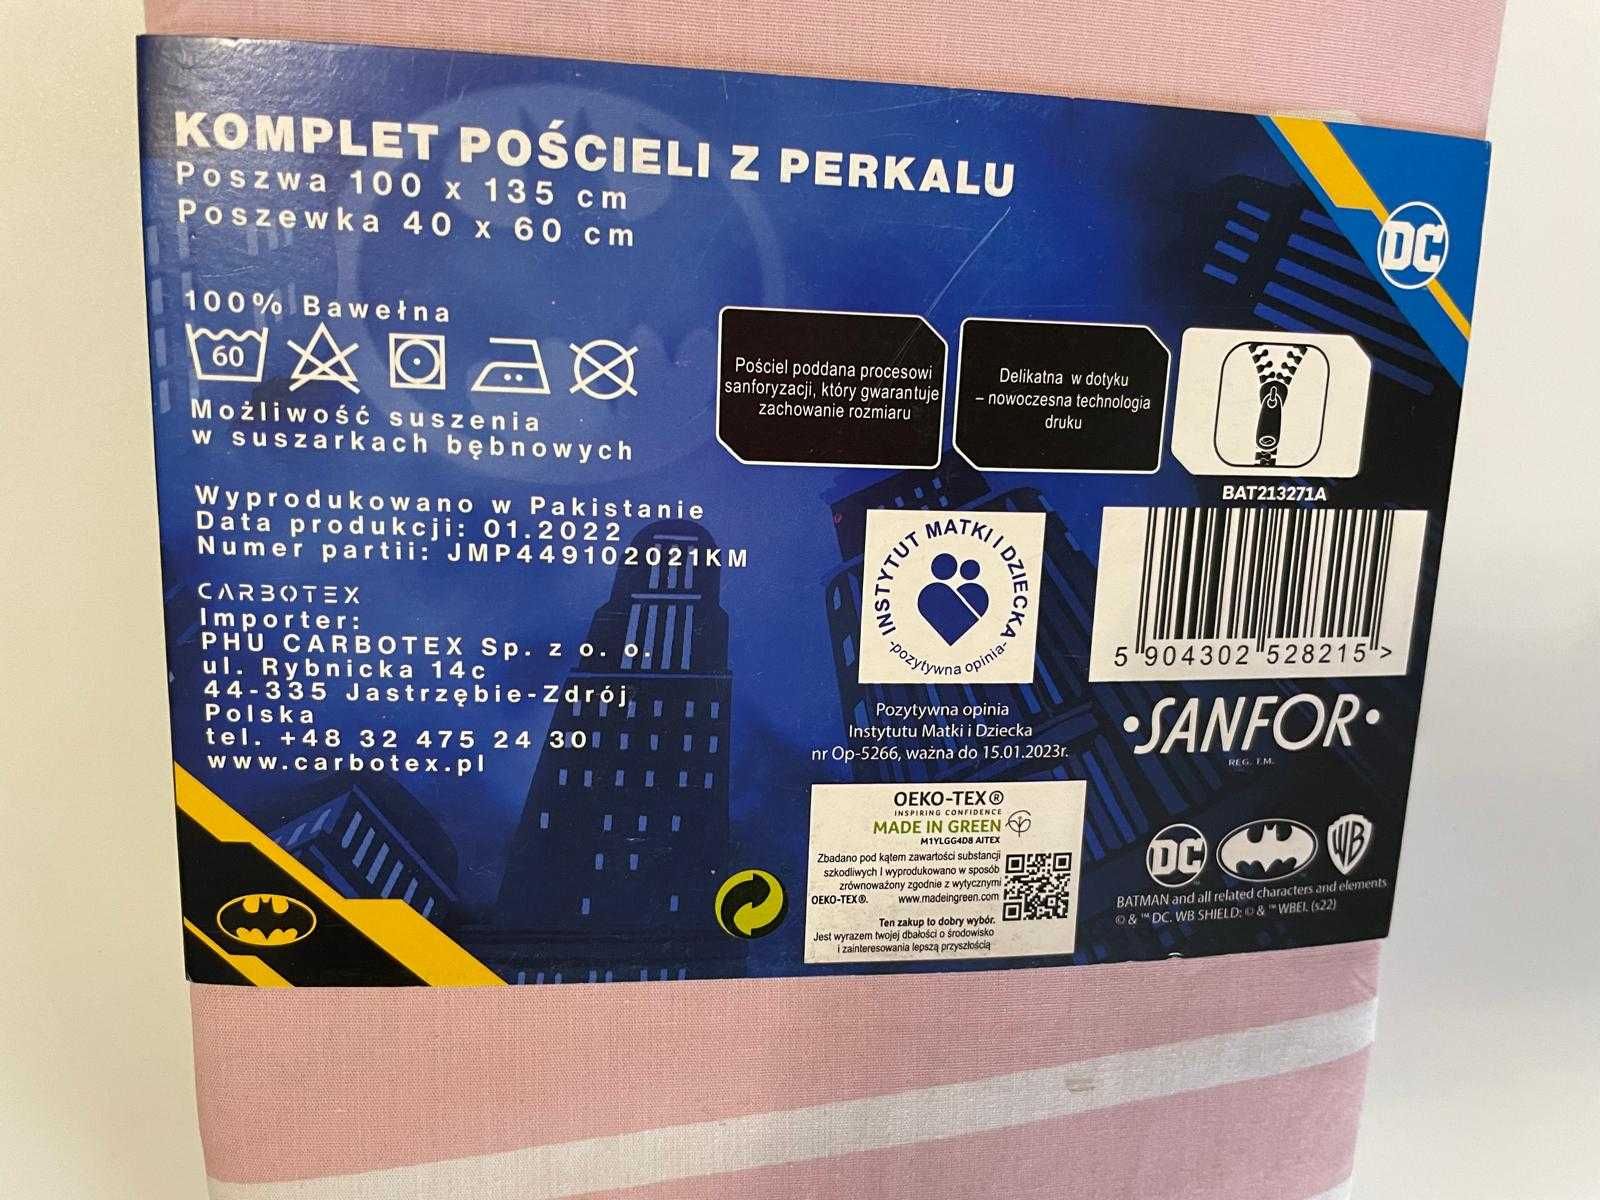 KOMPLET POŚCIELI Z PERKALU
Poszwa 100 x 135 cm
Poszewka 40 x 60 cm
DC
100% Bawełna
60
Możliwość suszenia
w suszarkach bębnowych
Pościel poddana procesowi
sanforyzacji, który gwarantuje
zachowanie rozmiaru
Delikatna w dotyku
– nowoczesna technologia
druku
BAT213271A
Wyprodukowano w Pakistanie
Data produkcji: 01.2022
Numer partii: JMP449102021KM
CARBOTEX
Importer:
PHU CARBOTEX Sp. z o. o.
ul. Rybnicka 14c
44-335 Jastrzębie-Zdrój
Polska
tel. +48 32 475 24 30
www.carbotex.pl
INSTYTUT MATKI I DZIECKA
-pozytywna opinia-
Pozytywna opinia
Instytutu Matki i Dziecka
nr Op-5266, ważna do 15.01.2023r.
5 904302 528215 >
•SANFOR•
REG. T.M.
OEKO-TEX®
INSPIRING CONFIDENCE
MADE IN GREEN
M1YLGG4D8 AITEX
Zbadano pod kątem zawartości substancji
szkodliwych I wyprodukowano w sposób
zrównoważony zgodnie z wytycznymi
OEKO-TEX®. www.madeingreen.com
Ten zakup to dobry wybór.
Jest wyrazem twojej dbałości o środowisko
i zainteresowania lepszą przyszłością
DC
WB
BATMAN and all related characters and elements
© & ™ DC. WB SHIELD: © & ™ WBEI. (s22)